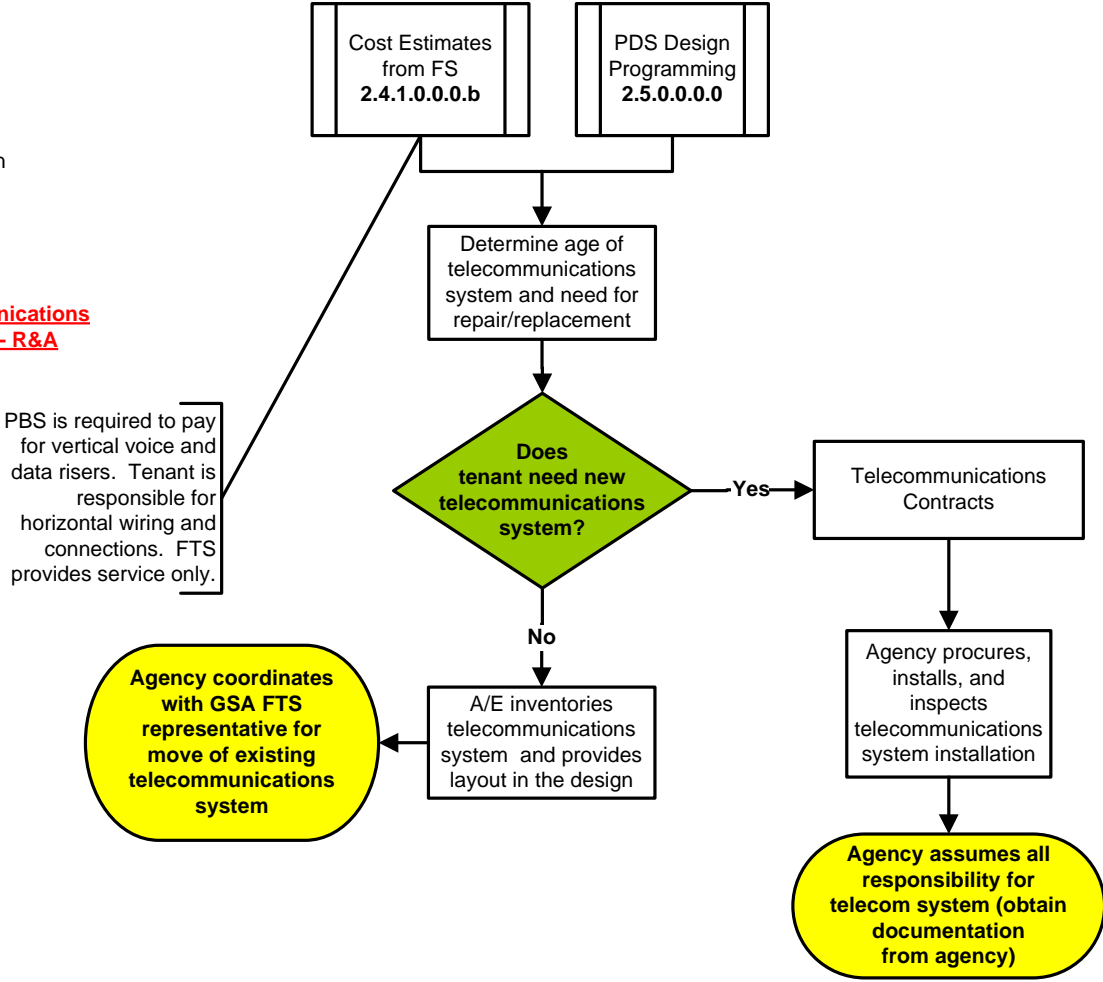 Cost Estimates
from FS
2.4.1.0.0.0.b
PDS Design
Programming
2.5.0.0.0.0
Determine age of
telecommunications
system and need for
repair/replacement
- R&A
PBS is required to pay
for vertical voice and
data risers. Tenant is
responsible for
horizontal wiring and
connections. FTS
provides service only.
Does
tenant need new
telecommunications
system?
Yes
Telecommunications
Contracts
No
Agency coordinates
with GSA FTS
representative for
move of existing
telecommunications
system
A/E inventories
telecommunications
system and provides
layout in the design
Agency procures,
installs, and
inspects
telecommunications
system installation
Agency assumes all
responsibility for
telecom system (obtain
documentation
from agency)